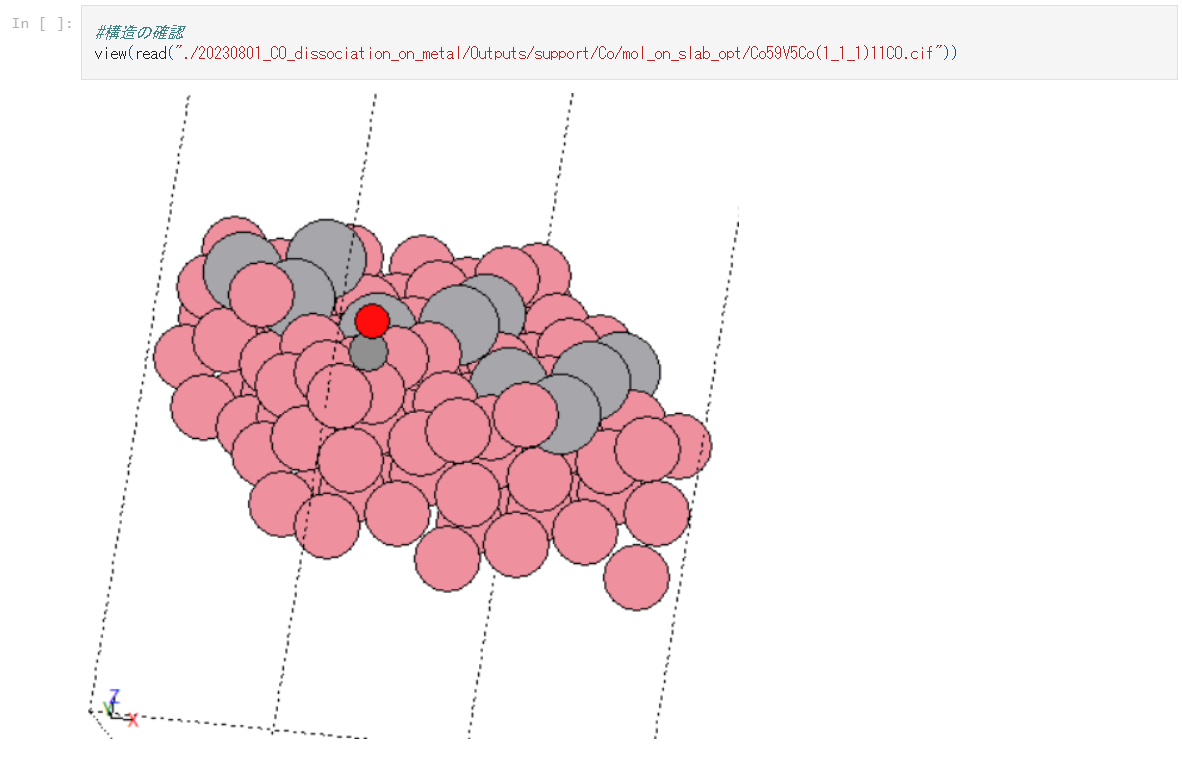 In [ ]:
#構造の確認
view(read("./20230801_CO_dissociation_on_metal/Outputs/support/Co/mol_on_slab_opt/Co59V5Co(1_1_1)11CO.cif"))
Z
Y
X